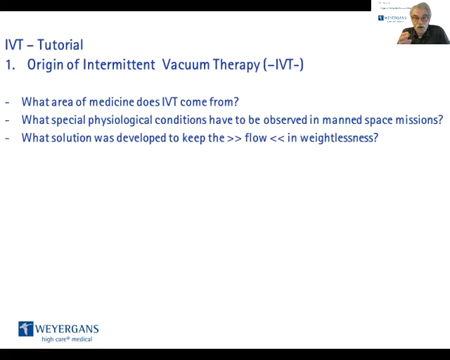 IVT – Tutorial
1. Origin of Intermittent Vacuum Therapy (–IVT-)
- What area of medicine does IVT come from?
- What special physiological conditions have to be observed in manned space missions?
- What solution was developed to keep the >> flow << in weightlessness?
WEYERGANS
high care® medical
WEYERGANS